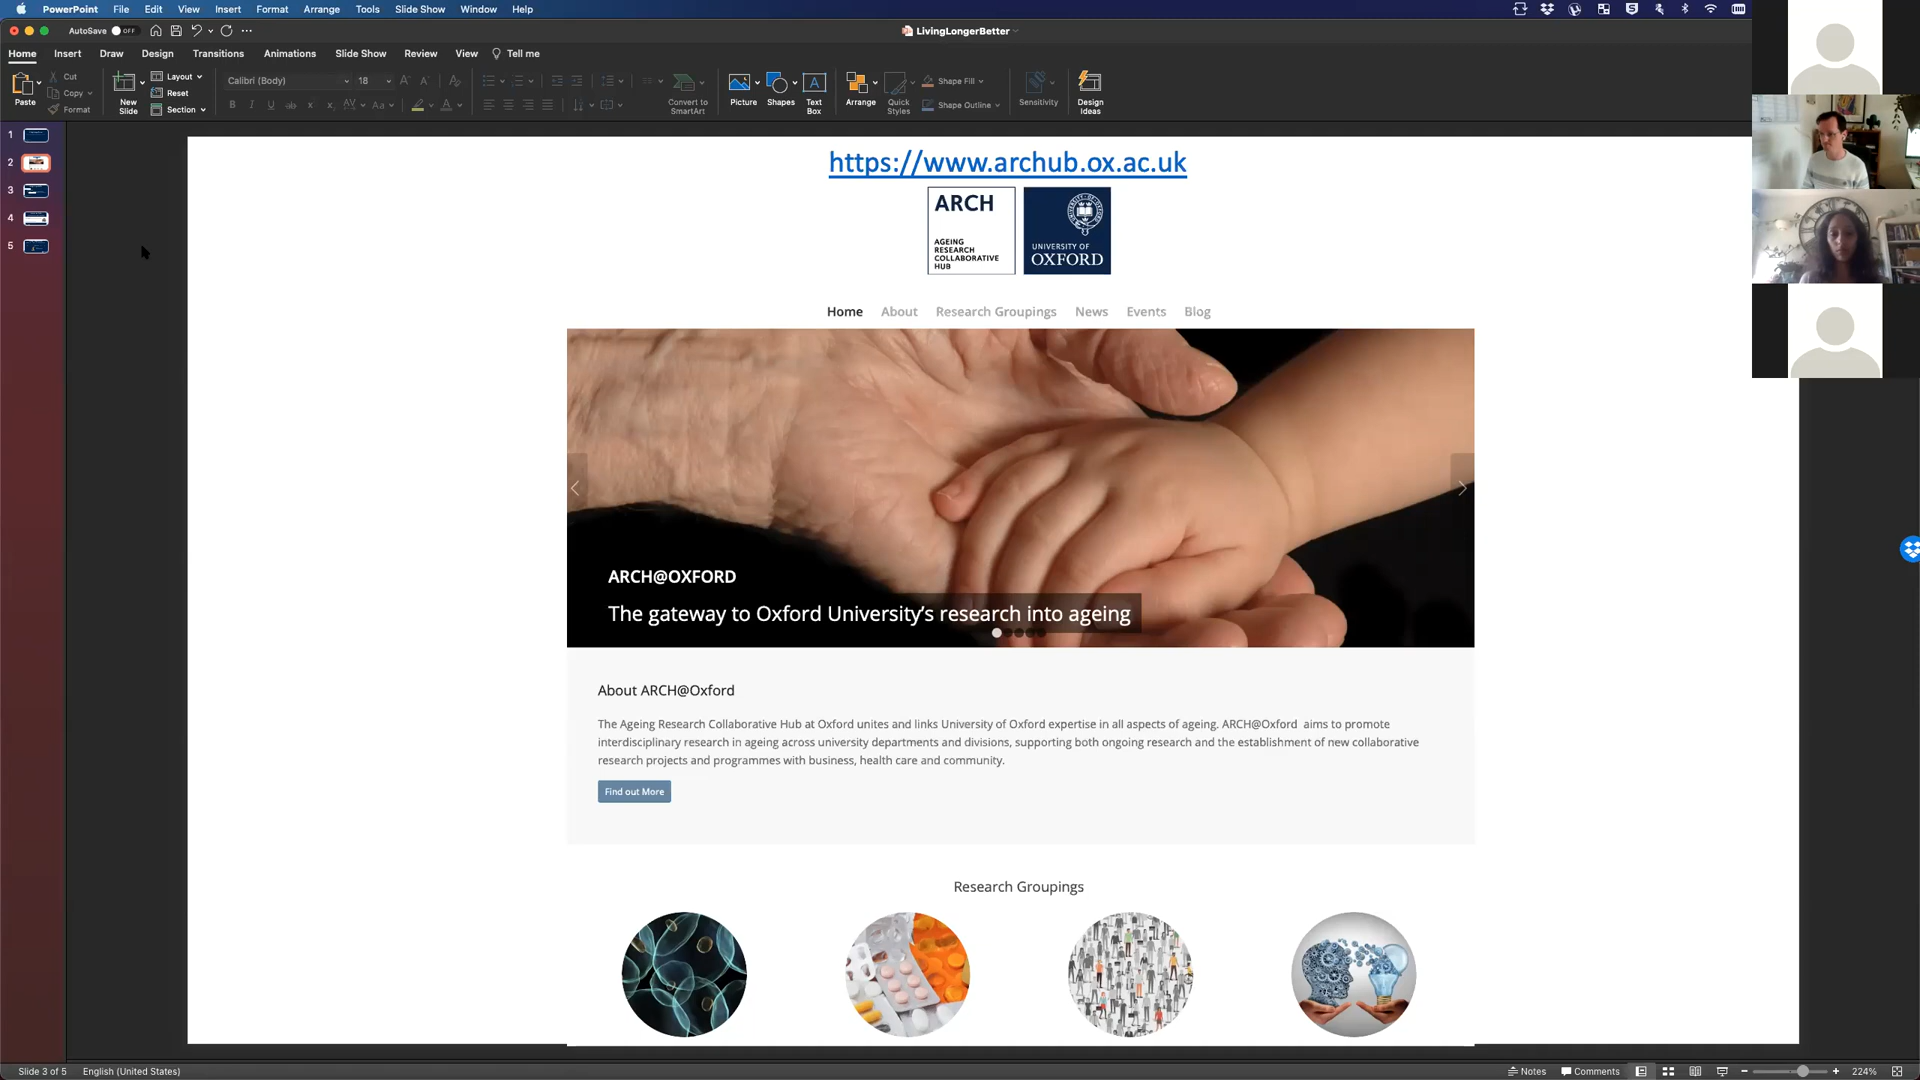 PowerPoint File Edit View Insert Format Arrange Tools Slide Show Window Help
AutoSave OFF
LivingLongerBetter
Home Insert Draw Design Transitions Animations Slide Show Review View Tell me
Paste
Cut
Copy
Format
New Slide
Layout
Reset
Section
Calibri (Body) 18
Convert to SmartArt
Picture
Shapes
Text Box
Arrange
Quick Styles
Shape Fill
Shape Outline
Sensitivity
Design Ideas
1
2
3
4
5
https://www.archub.ox.ac.uk
ARCH
AGEING
RESEARCH
COLLABORATIVE
HUB
UNIVERSITY OF
OXFORD
Home About Research Groupings News Events Blog
ARCH@OXFORD
The gateway to Oxford University's research into ageing
About ARCH@Oxford
The Ageing Research Collaborative Hub at Oxford unites and links University of Oxford expertise in all aspects of ageing. ARCH@Oxford aims to promote
interdisciplinary research in ageing across university departments and divisions, supporting both ongoing research and the establishment of new collaborative
research projects and programmes with business, health care and community.
Find out More
Research Groupings
Slide 3 of 5 English (United States)
Notes Comments 224%